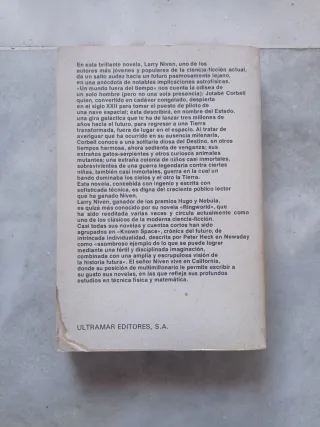 En esta brillante novela, Larry Niven, uno de los
autores más jóvenes y populares de la ciencia-ficción actual,
da un salto audaz hacia un futuro pasmosamente lejano,
en una anécdota de notables implicaciones astrofísicas.
«Un mundo fuera del tiempo» nos cuenta la odisea de
un solo hombre (pero no una sola presencia): Jotabé Corbell
quien, convertido en cadáver congelado, despierta
en el siglo XXII para tomar el puesto de piloto de
una nave espacial; ésta describirá, en nombre del Estado,
una gira galáctica que le ha de lanzar tres millones de
años hacia el futuro, para regresar a una Tierra
transformada, fuera de lugar en el espacio. Al tratar de
averiguar qué ha ocurrido en su ausencia milenaria,
Corbell conoce a una solitaria diosa del Destino, en otros
tiempos hermosa, ahora sedienta de venganza; sus
extraños gatos-serpientes y otros curiosos animales
mutantes; una extraña colonia de niños casi inmortales,
sobrevivientes de una guerra legendaria contra ciertas
niñas, también casi inmortales, guerra en la cual un
bando dominaba los cielos y el otro la Tierra.
Esta novela, concebida con ingenio y escrita con
sofisticada técnica, es digna del creciente público lector
que ha ganado Niven.
Larry Niven, ganador de los premios Hugo y Nebula,
es quizá más conocido por su novela «Ringworld», que
ha sido reeditada varias veces y circula actualmente como
uno de los clásicos de la moderna ciencia-ficción.
Casi todas sus novelas y cuentos cortos han sido
agrupados en «Known Space», crónica del futuro, de
intrincada individualidad, descrita por Peter Heck en Newsday
como «asombroso ejemplo de lo que se puede lograr
mediante una fértil y disciplinada imaginación,
combinada con una amplia y escrupulosa visión de
la historia futura». El señor Niven vive en California,
donde su posición de multimillonario le permite escribir a
su gusto sus novelas, en las que refleja sus profundos
estudios en técnica física y matemática.
ULTRAMAR EDITORES, S.A.